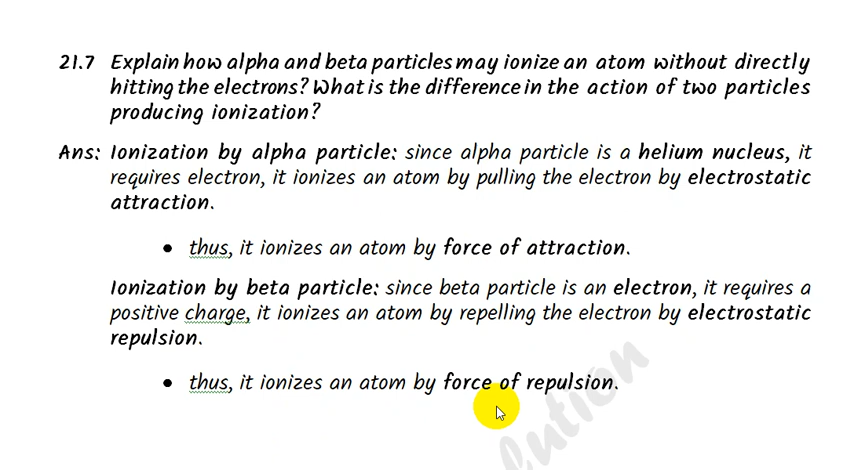 21.7 Explain how alpha and beta particles may ionize an atom without directly
hitting the electrons? What is the difference in the action of two particles
producing ionization?
Ans: Ionization by alpha particle: since alpha particle is a helium nucleus, it
requires electron, it ionizes an atom by pulling the electron by electrostatic
attraction.
• thus, it ionizes an atom by force of attraction.
Ionization by beta particle: since beta particle is an electron, it requires a
positive charge, it ionizes an atom by repelling the electron by electrostatic
repulsion.
• thus, it ionizes an atom by force of repulsion.